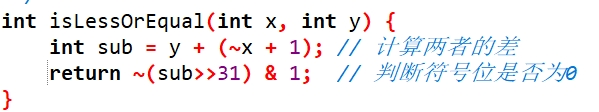 int isLessOrEqual(int x, int y) {
    int sub = y + (~x + 1); // 计算两者的差
    return ~(sub>>31) & 1;  // 判断符号位是否为0
}